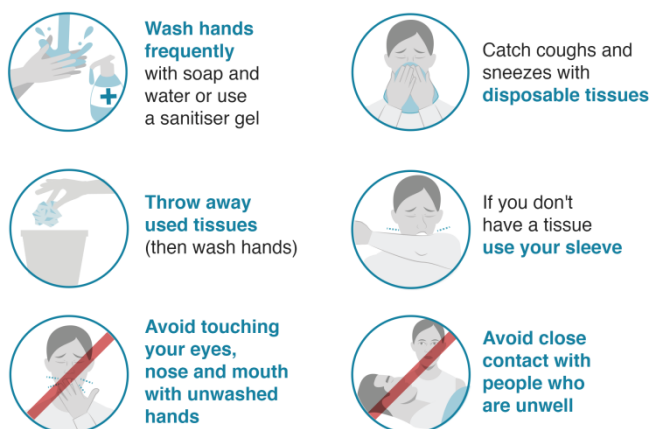 Wash hands
frequently
with soap and
water or use
a sanitiser gel
Catch coughs and
sneezes with
disposable tissues
Throw away
used tissues
(then wash hands)
If you don't
have a tissue
use your sleeve
Avoid touching
your eyes,
nose and mouth
with unwashed
hands
Avoid close
contact with
people who
are unwell